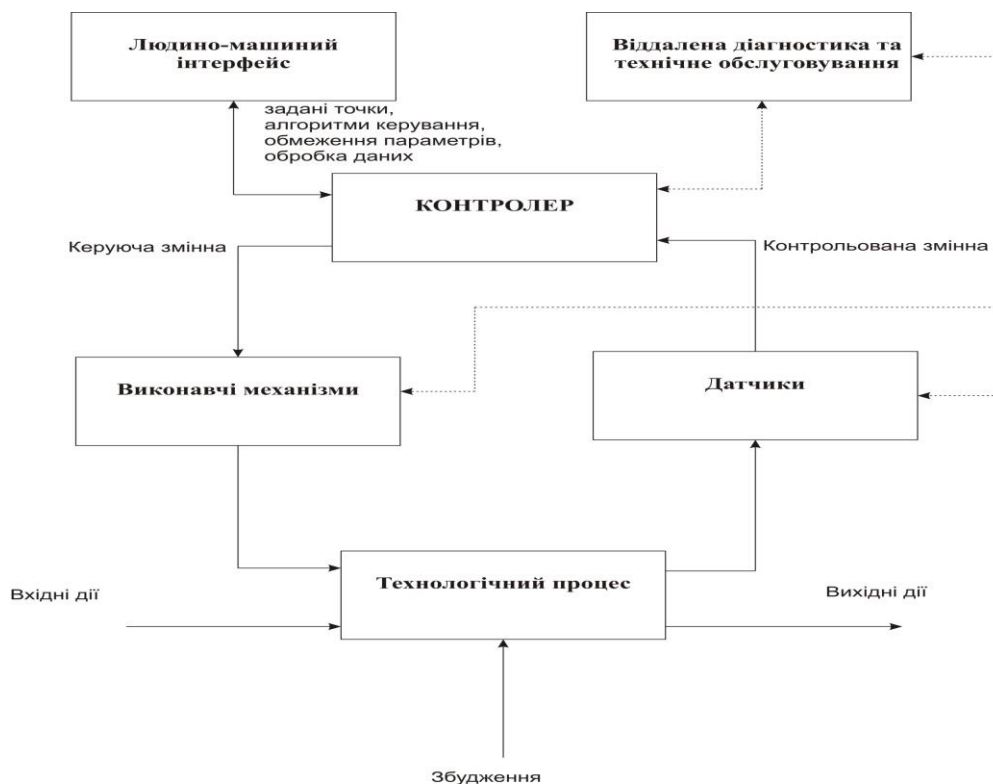 Людино-машиний
інтерфейс
Віддалена діагностика та
технічне обслуговування
задані точки,
алгоритми керування,
обмеження параметрів,
обробка даних
КОНТРОЛЕР
Керуюча змінна
Контрольована змінна
Виконавчі механізми
Датчики
Технологічний процес
Вхідні дії
Вихідні дії
Збудження